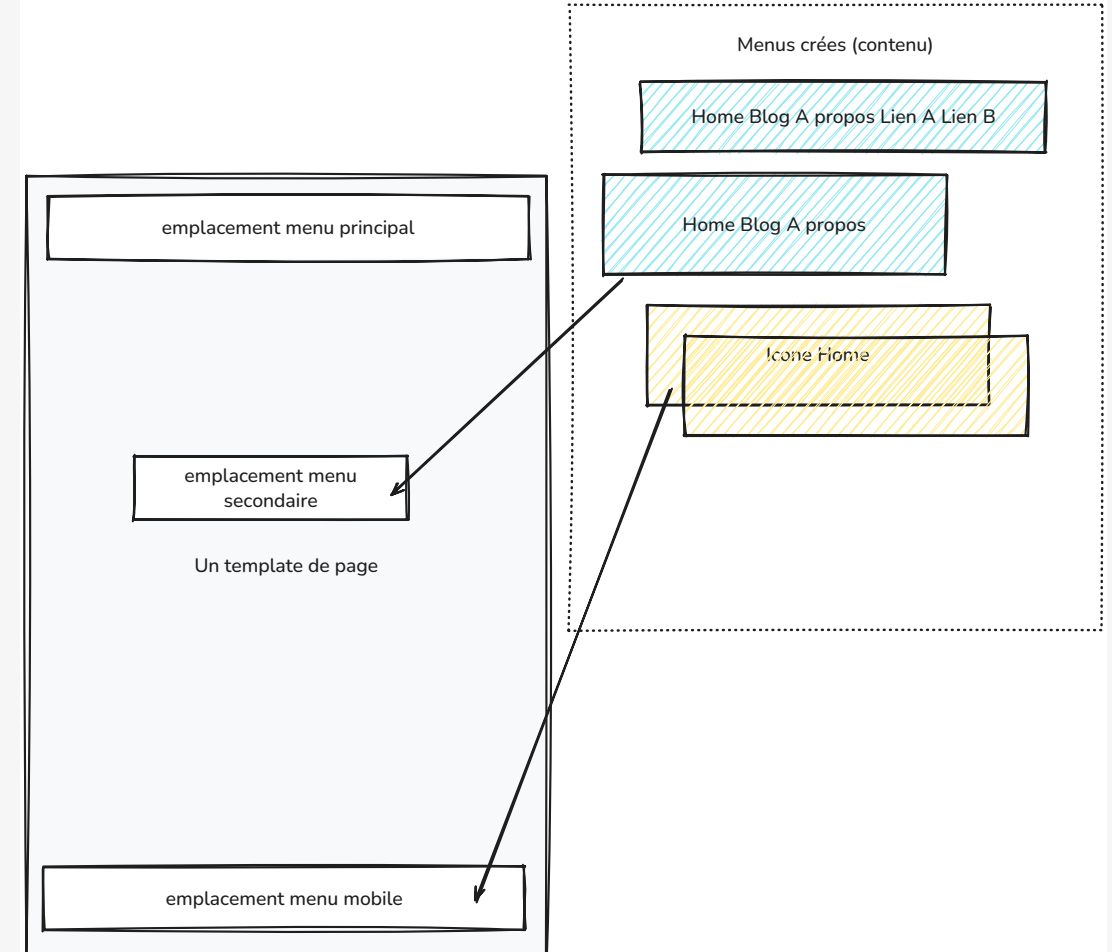 Menus crées (contenu)
Home Blog A propos Lien A Lien B
Home Blog A propos
Icone Home
emplacement menu principal
emplacement menu
secondaire
Un template de page
emplacement menu mobile